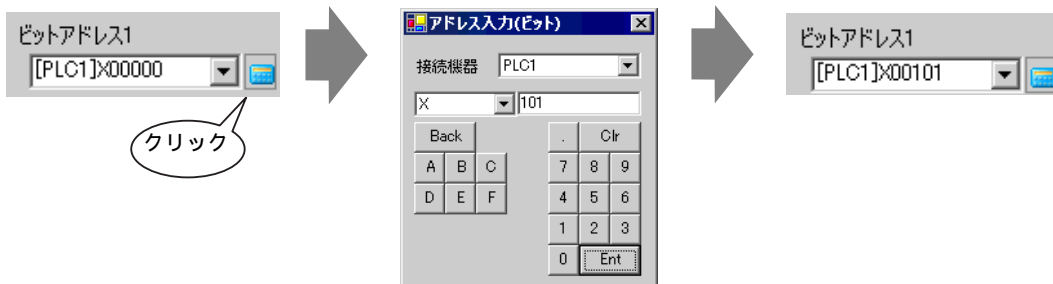 ビットアドレス1
[PLC1]X00000
クリック
アドレス入力(ビット)
接続機器 PLC1
X 101
Back . Clr
A B C 7 8 9
D E F 4 5 6
1 2 3
0 Ent
ビットアドレス1
[PLC1]X00101